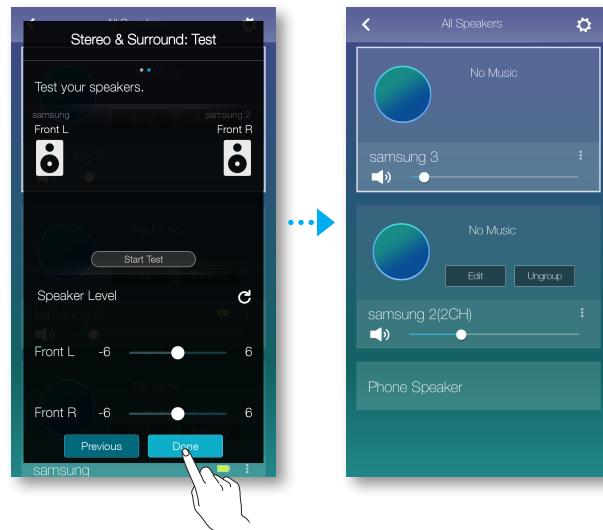 Stereo & Surround: Test
Test your speakers.
samsung
samsung 2
Front L
Front R
Start Test
Speaker Level
Front L -6 6
Front R -6 6
Previous
Done
samsung
All Speakers
No Music
samsung 3
No Music
Edit
Ungroup
samsung 2(2CH)
Phone Speaker